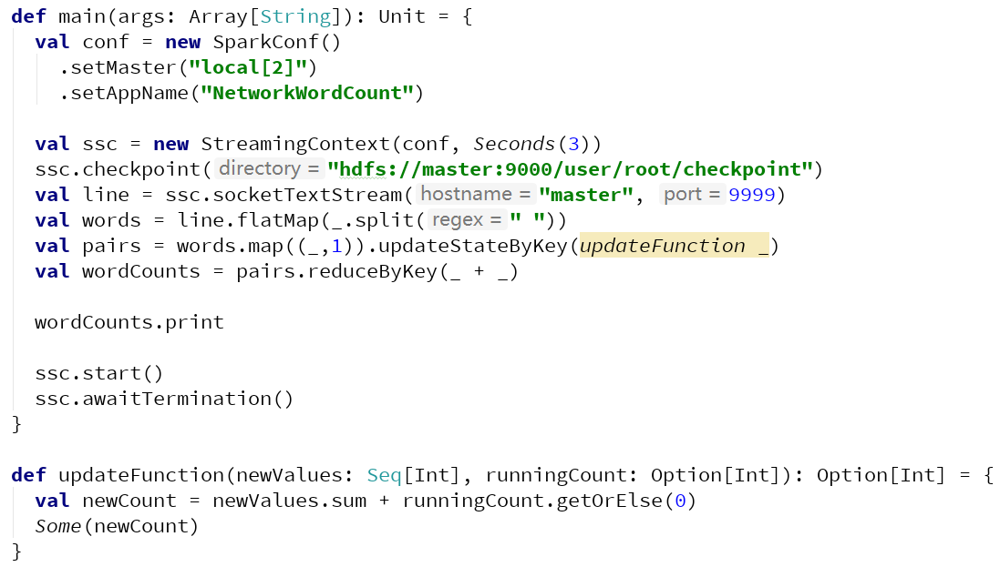 def main(args: Array[String]): Unit = {
  val conf = new SparkConf()
    .setMaster("local[2]")
    .setAppName("NetworkWordCount")

  val ssc = new StreamingContext(conf, Seconds(3))
  ssc.checkpoint( directory = "hdfs://master:9000/user/root/checkpoint")
  val line = ssc.socketTextStream( hostname = "master",  port = 9999)
  val words = line.flatMap(_.split( regex = " "))
  val pairs = words.map((_,1)).updateStateByKey(updateFunction _)
  val wordCounts = pairs.reduceByKey(_ + _)

  wordCounts.print

  ssc.start()
  ssc.awaitTermination()
}

def updateFunction(newValues: Seq[Int], runningCount: Option[Int]): Option[Int] = {
  val newCount = newValues.sum + runningCount.getOrElse(0)
  Some(newCount)
}